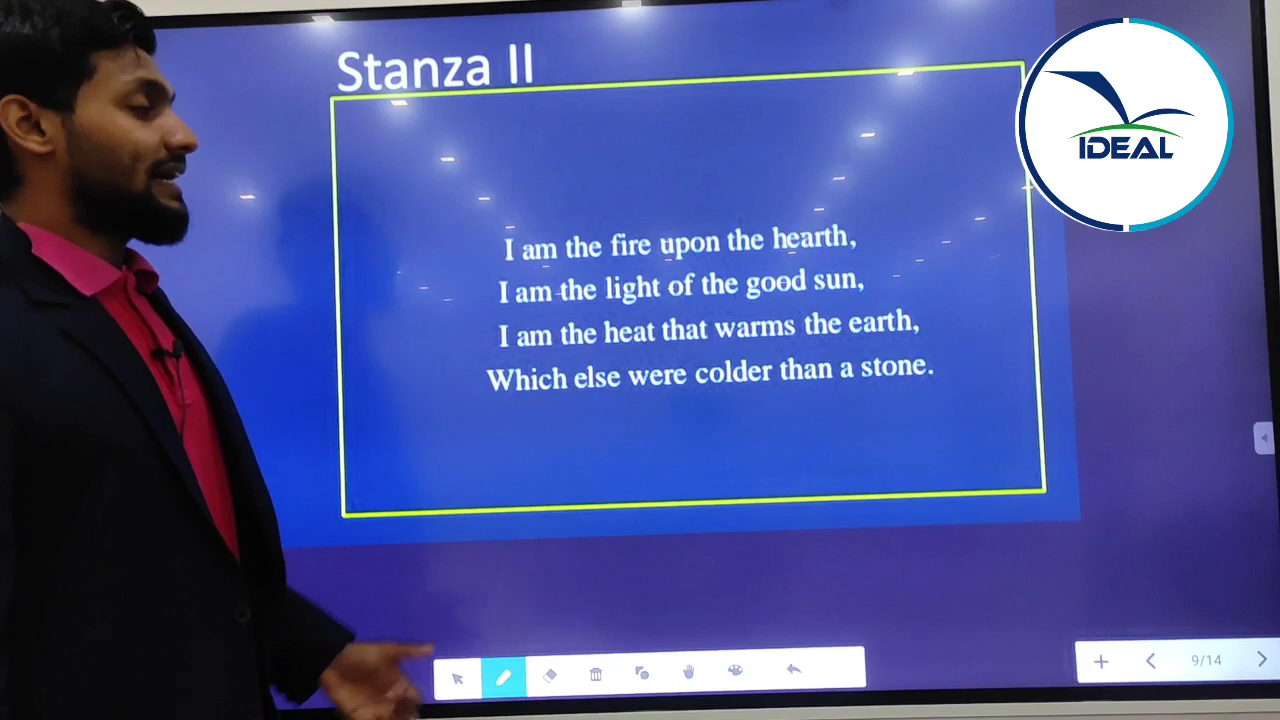 Stanza II
IDEAL
I am the fire upon the hearth,
I am the light of the good sun,
I am the heat that warms the earth,
Which else were colder than a stone.
9/14